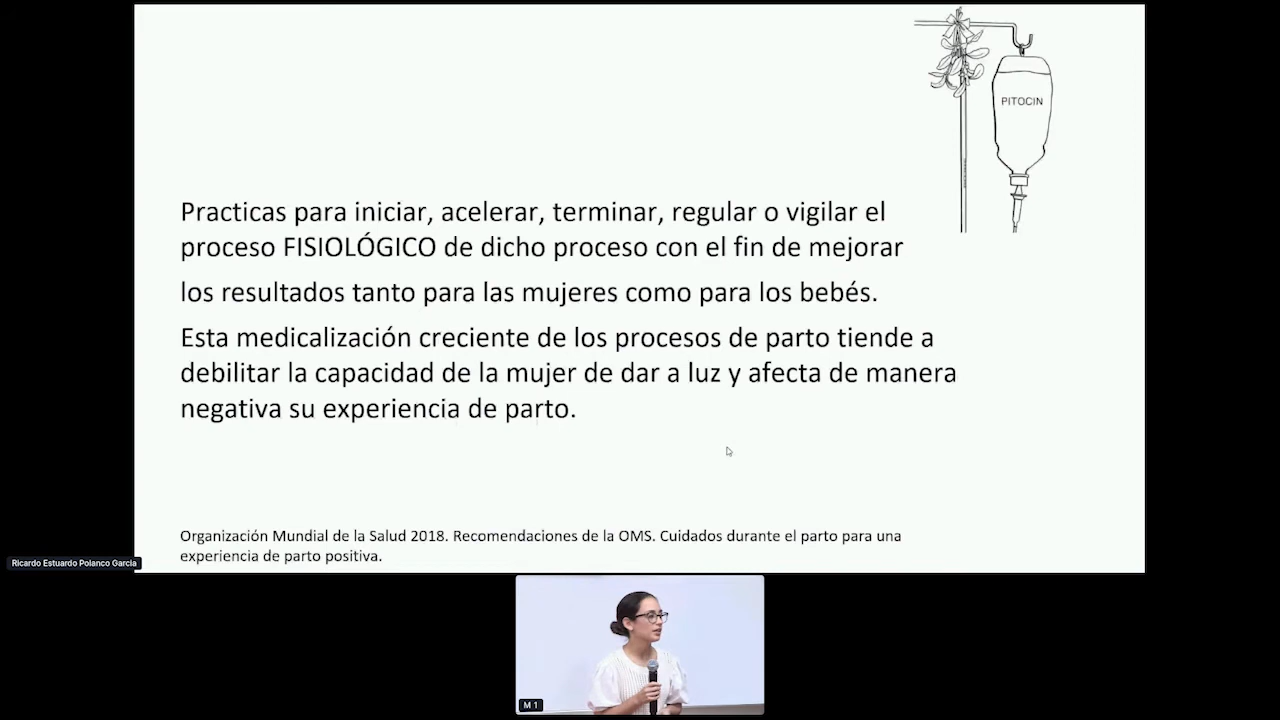 PITOCIN
Practicas para iniciar, acelerar, terminar, regular o vigilar el
proceso FISIOLÓGICO de dicho proceso con el fin de mejorar
los resultados tanto para las mujeres como para los bebés.
Esta medicalización creciente de los procesos de parto tiende a
debilitar la capacidad de la mujer de dar a luz y afecta de manera
negativa su experiencia de parto.
Organización Mundial de la Salud 2018. Recomendaciones de la OMS. Cuidados durante el parto para una
experiencia de parto positiva.
Ricardo Estuardo Polanco Garcia
M 1